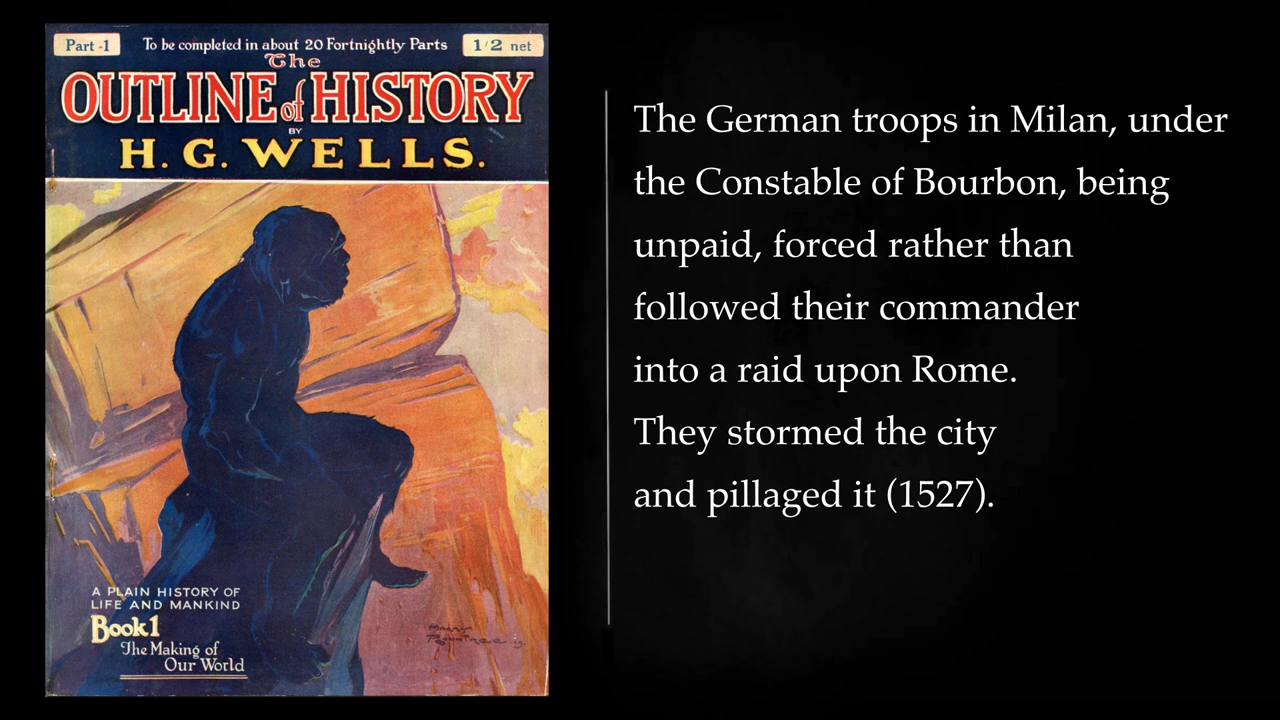 Part -1
To be completed in about 20 Fortnightly Parts
1/2 net
The
OUTLINE of HISTORY
BY
H. G. WELLS.
A PLAIN HISTORY OF
LIFE AND MANKIND
Book 1
The Making of
Our World
The German troops in Milan, under
the Constable of Bourbon, being
unpaid, forced rather than
followed their commander
into a raid upon Rome.
They stormed the city
and pillaged it (1527).